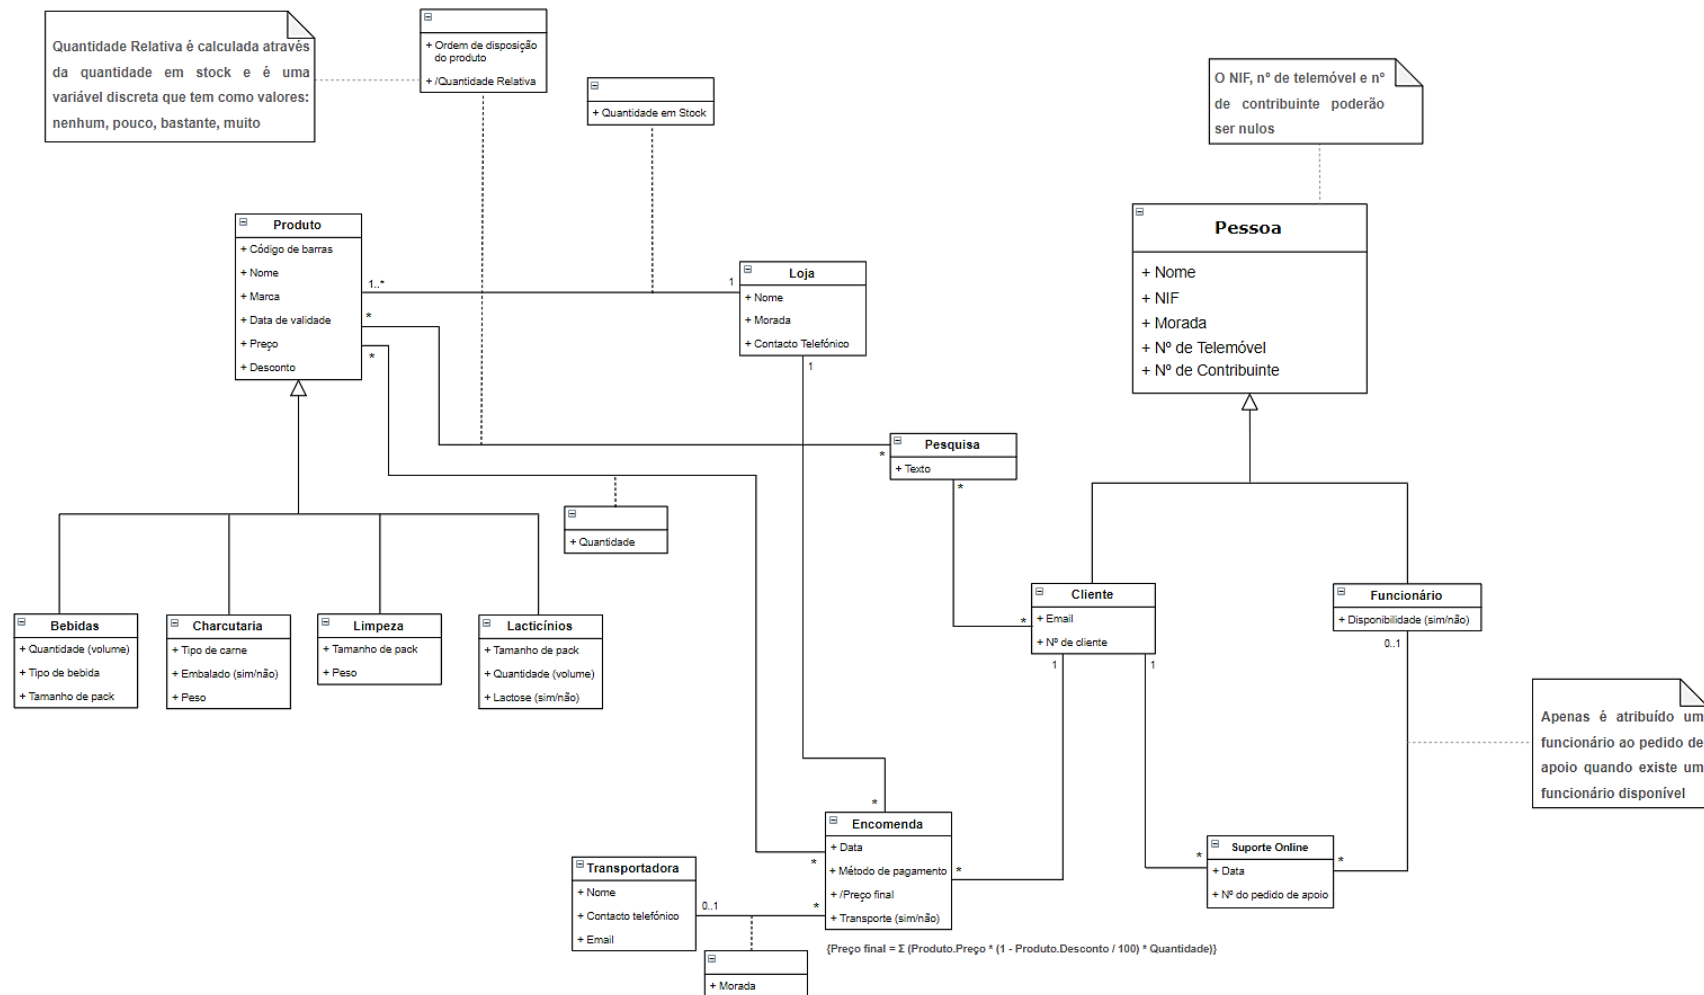 Quantidade Relativa é calculada através
da quantidade em stock e é uma
variável discreta que tem como valores:
nenhum, pouco, bastante, muito
+ Ordem de disposição
do produto
+ /Quantidade Relativa
+ Quantidade em Stock
O NIF, nº de telemóvel e nº
de contribuinte poderão
ser nulos
Produto
+ Código de barras
+ Nome
+ Marca
+ Data de validade
+ Preço
+ Desconto
1..*
1
*
*
Loja
+ Nome
+ Morada
+ Contacto Telefónico
1
Pessoa
+ Nome
+ NIF
+ Morada
+ Nº de Telemóvel
+ Nº de Contribuinte
Pesquisa
+ Texto
*
*
+ Quantidade
Bebidas
+ Quantidade (volume)
+ Tipo de bebida
+ Tamanho de pack
Charcutaria
+ Tipo de carne
+ Embalado (sim/não)
+ Peso
Limpeza
+ Tamanho de pack
+ Peso
Lacticínios
+ Tamanho de pack
+ Quantidade (volume)
+ Lactose (sim/não)
Cliente
+ Email
+ Nº de cliente
*
1
1
Funcionário
+ Disponibilidade (sim/não)
0..1
Apenas é atribuído um
funcionário ao pedido de
apoio quando existe um
funcionário disponível
Encomenda
+ Data
+ Método de pagamento
+ /Preço final
+ Transporte (sim/não)
*
*
*
*
Transportadora
+ Nome
+ Contacto telefónico
+ Email
0..1
Suporte Online
+ Data
+ Nº do pedido de apoio
*
*
{Preço final = Σ (Produto.Preço * (1 - Produto.Desconto / 100) * Quantidade)}
+ Morada